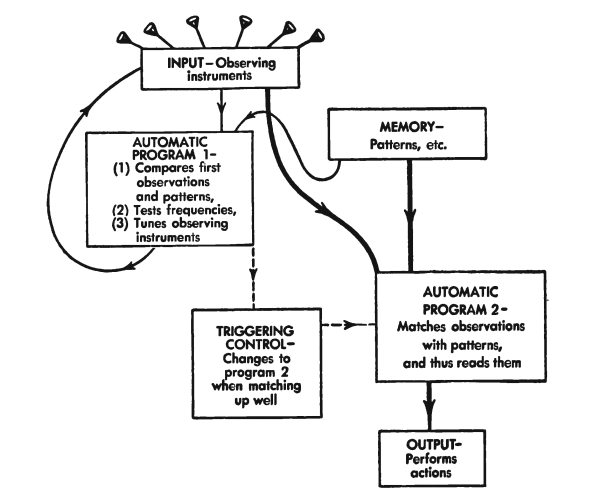 INPUT–Observing
instruments
MEMORY–
Patterns, etc.
AUTOMATIC
PROGRAM 1-
(1) Compares first
observations
and patterns,
(2) Tests frequencies,
(3) Tunes observing
instruments
AUTOMATIC
PROGRAM 2-
Matches observations
with patterns,
and thus reads them
TRIGGERING
CONTROL–
Changes to
program 2
when matching
up well
OUTPUT–
Performs
actions